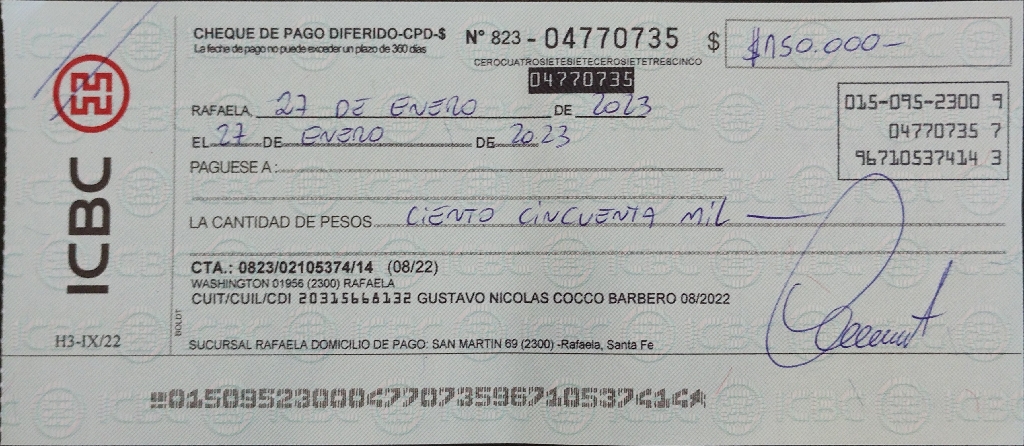 CHEQUE DE PAGO DIFERIDO-CPD-$
La fecha de pago no puede exceder un plazo de 360 días
N° 823 - 04770735
CEROCUATROSIETESIETECEROSIETETRESCINCO
04770735
$ $150.000-
RAFAELA, 27 DE ENERO DE 2023
EL 27 DE ENERO DE 2023
PAGUESE A :
015-095-2300 9
04770735 7
96710537414 3
LA CANTIDAD DE PESOS CIENTO CINCUENTA MIL
CTA.: 0823/02105374/14 (08/22)
WASHINGTON 01956 (2300) RAFAELA
CUIT/CUIL/CDI 20315668132 GUSTAVO NICOLAS COCCO BARBERO 08/2022
SUCURSAL RAFAELA DOMICILIO DE PAGO: SAN MARTIN 69 (2300) -Rafaela, Santa Fe
ICBC
H3-IX/22
BOLDT
01509523000477073596710537414